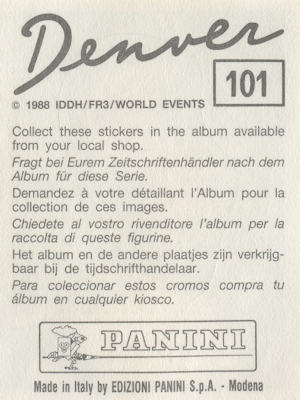 Denver
101
© 1988 IDDH/FR3/WORLD EVENTS
Collect these stickers in the album available
from your local shop.
Fragt bei Eurem Zeitschriftenhändler nach dem
Album für diese Serie.
Demandez à votre détaillant l'Album pour la
collection de ces images.
Chiedete al vostro rivenditore l'album per la
raccolta di queste figurine.
Het album en de andere plaatjes zijn verkrijg-
baar bij de tijdschrifthandelaar.
Para coleccionar estos cromos compra tu
álbum en cualquier kiosco.
PANINI
Made in Italy by EDIZIONI PANINI S.p.A. - Modena